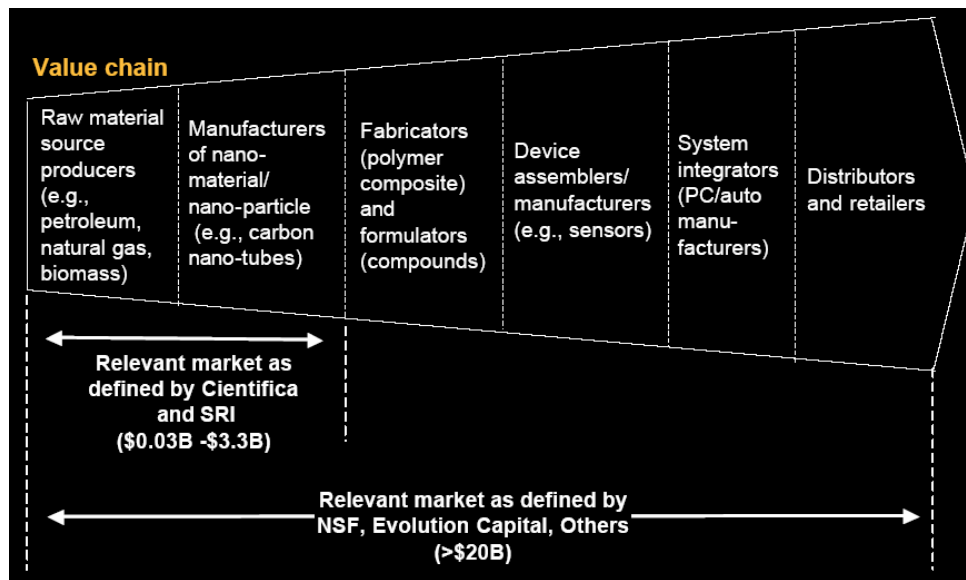 Value chain
Raw material
source
producers
(e.g.,
petroleum,
natural gas,
biomass)
Manufacturers
of nano-
material/
nano-particle
(e.g., carbon
nano-tubes)
Fabricators
(polymer
composite)
and
formulators
(compounds)
Device
assemblers/
manufacturers
(e.g., sensors)
System
integrators
(PC/auto
manu-
facturers)
Distributors
and retailers
Relevant market as
defined by Cientifica
and SRI
($0.03B -$3.3B)
Relevant market as defined by
NSF, Evolution Capital, Others
(>$20B)